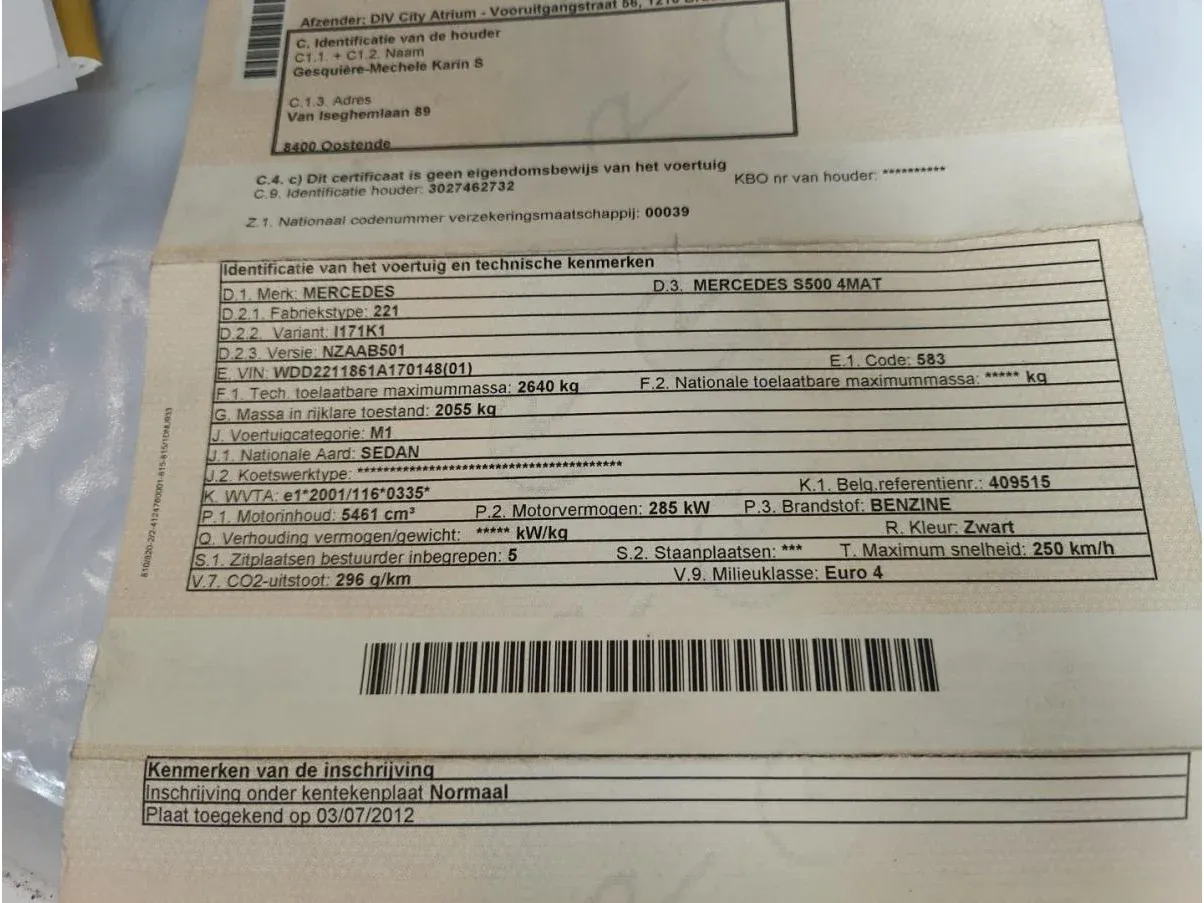 Afzender: DIV City Atrium - Vooruitgangstraat 56,
C. Identificatie van de houder
C1.1. + C1.2. Naam
Gesquière-Mechele Karin S
C.1.3. Adres
Van Iseghemlaan 89
8400 Oostende
C.4. c) Dit certificaat is geen eigendomsbewijs van het voertuig
C.9. Identificatie houder: 3027462732 KBO nr van houder: **********
Z.1. Nationaal codenummer verzekeringsmaatschappij: 00039
Identificatie van het voertuig en technische kenmerken
D.1. Merk: MERCEDES D.3. MERCEDES S500 4MAT
D.2.1. Fabriekstype: 221
D.2.2. Variant: I171K1
D.2.3. Versie: NZAAB501
E. VIN: WDD2211861A170148(01) E.1. Code: 583
F.1. Tech. toelaatbare maximummassa: 2640 kg F.2. Nationale toelaatbare maximummassa: ***** kg
G. Massa in rijklare toestand: 2055 kg
J. Voertuigcategorie: M1
J.1. Nationale Aard: SEDAN
J.2. Koetswerktype: ****************************************
K. WVTA: e1*2001/116*0335* K.1. Belg.referentienr.: 409515
P.1. Motorinhoud: 5461 cm³ P.2. Motorvermogen: 285 kW P.3. Brandstof: BENZINE
Q. Verhouding vermogen/gewicht: ***** kW/kg R. Kleur: Zwart
S.1. Zitplaatsen bestuurder inbegrepen: 5 S.2. Staanplaatsen: *** T. Maximum snelheid: 250 km/h
V.7. CO2-uitstoot: 296 g/km V.9. Milieuklasse: Euro 4
Kenmerken van de inschrijving
Inschrijving onder kentekenplaat Normaal
Plaat toegekend op 03/07/2012